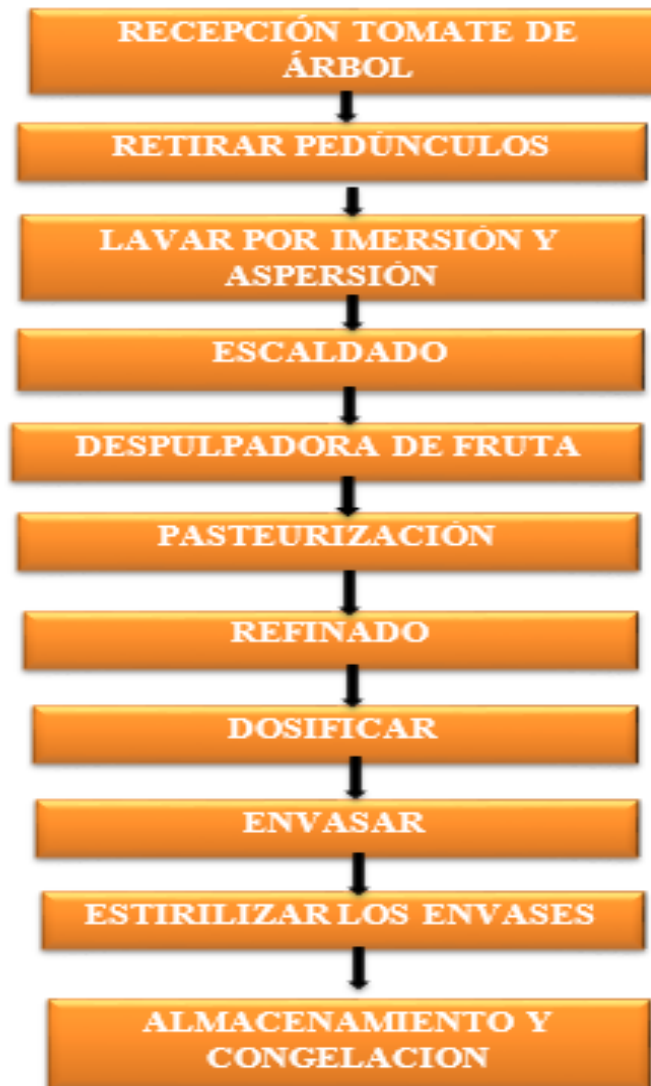 RECEPCIÓN TOMATE DE
ÁRBOL
RETIRAR PEDÚNCULOS
LAVAR POR IMERSIÓN Y
ASPERSIÓN
ESCALDADO
DESPULPADORA DE FRUTA
PASTEURIZACIÓN
REFINADO
DOSIFICAR
ENVASAR
ESTIRILIZAR LOS ENVASES
ALMACENAMIENTO Y
CONGELACION